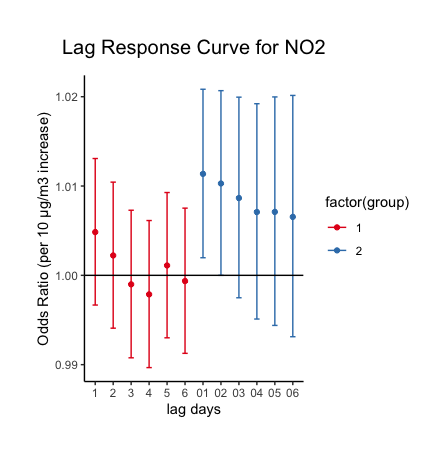 Lag Response Curve for NO2
Odds Ratio (per 10 µg/m3 increase)
1.02
1.01
1.00
0.99
1 2 3 4 5 6 01 02 03 04 05 06
lag days
factor(group)
1
2